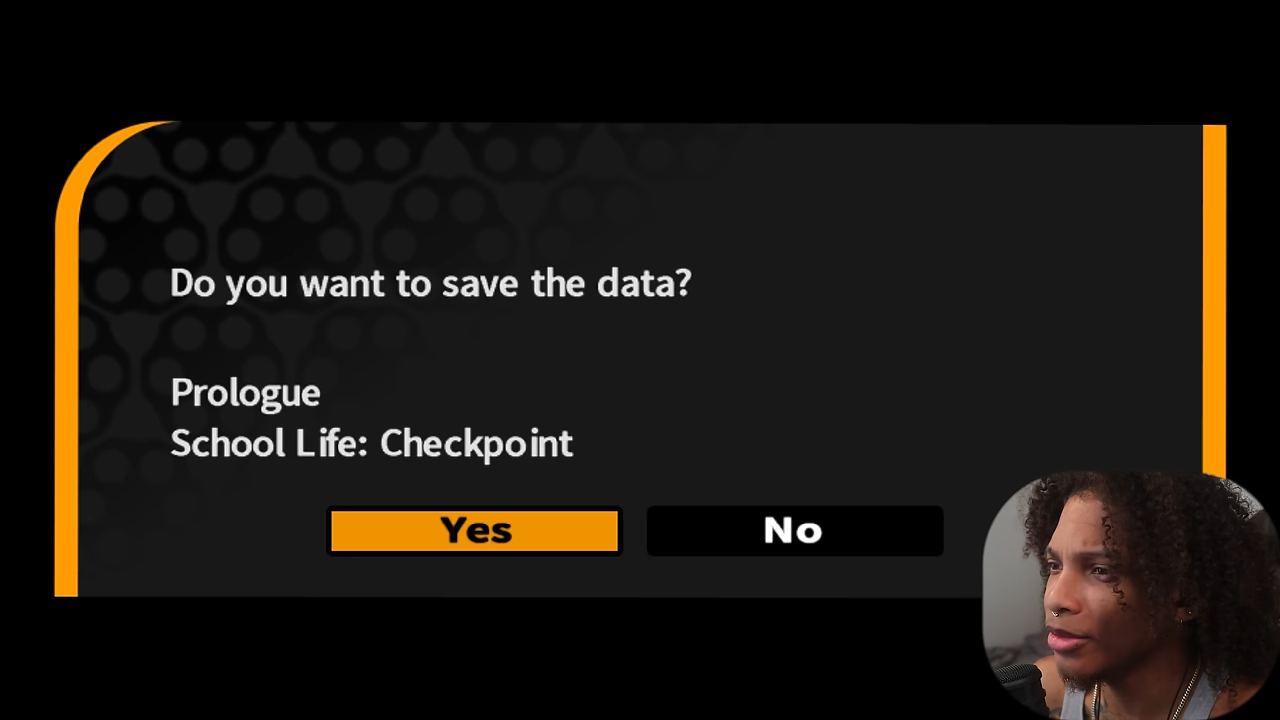 Do you want to save the data?
Prologue
School Life: Checkpoint
Yes
No